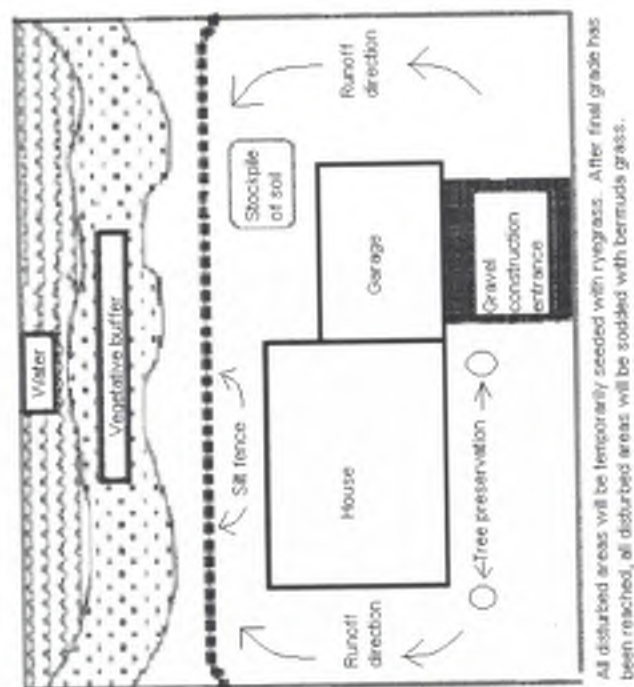 Water
Vegetative buffer
Silt fence
Stockpile
of soil
Runoff
direction
Runoff
direction
House
Garage
Tree preservation
Gravel
construction
entrance
All disturbed areas will be temporarily seeded with ryegrass. After final grade has
been reached, all disturbed areas will be sodded with bermuda grass.